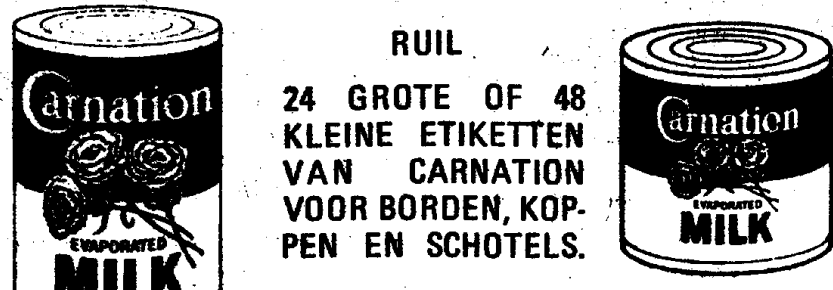 Carnation
EVAPORATED
MILK
RUIL
24 GROTE OF 48
KLEINE ETIKETTEN
VAN CARNATION
VOOR BORDEN, KOP-
PEN EN SCHOTELS.
Carnation
EVAPORATED
MILK